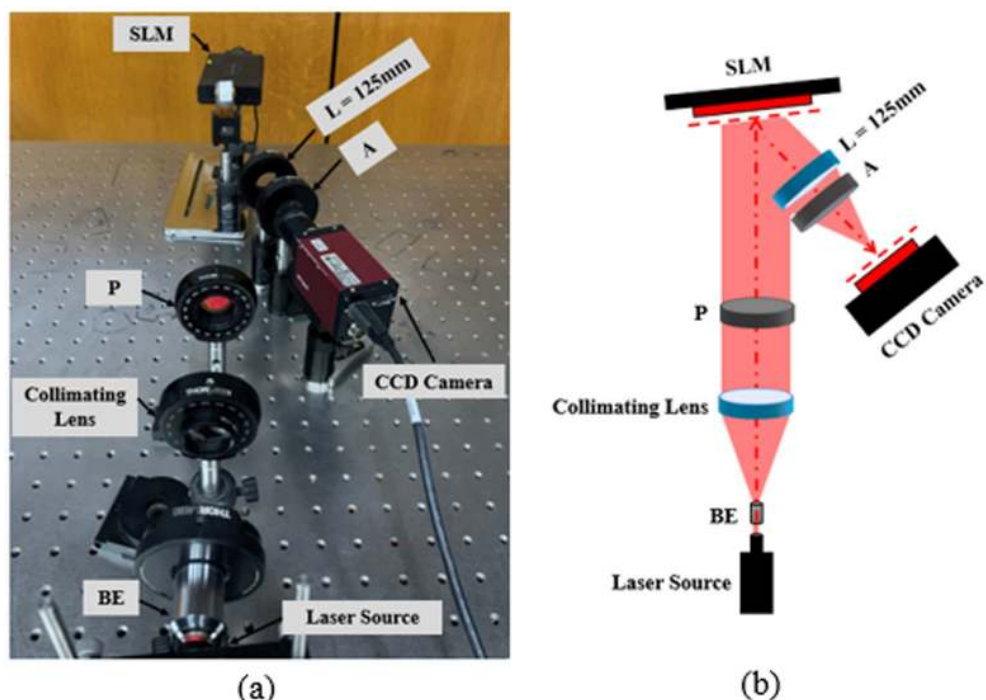 SLM
L = 125mm
A
P
CCD Camera
Collimating
Lens
BE
Laser Source
(a)
SLM
L = 125mm
A
P
CCD Camera
Collimating Lens
BE
Laser Source
(b)